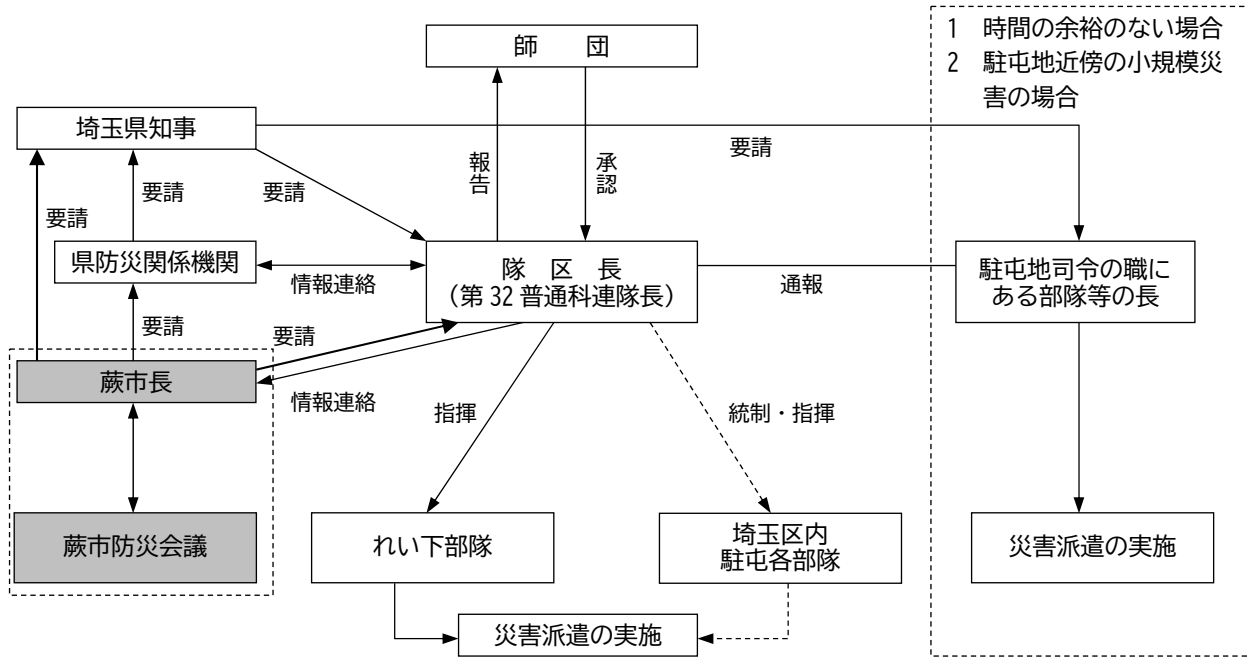 師　団
1　時間の余裕のない場合
2　駐屯地近傍の小規模災
害の場合
埼玉県知事
要請
報告
承認
要請
要請
要請
県防災関係機関
情報連絡
隊　区　長
（第 32 普通科連隊長）
通報
駐屯地司令の職に
ある部隊等の長
要請
要請
蕨市長
情報連絡
指揮
統制・指揮
蕨市防災会議
れい下部隊
埼玉区内
駐屯各部隊
災害派遣の実施
災害派遣の実施